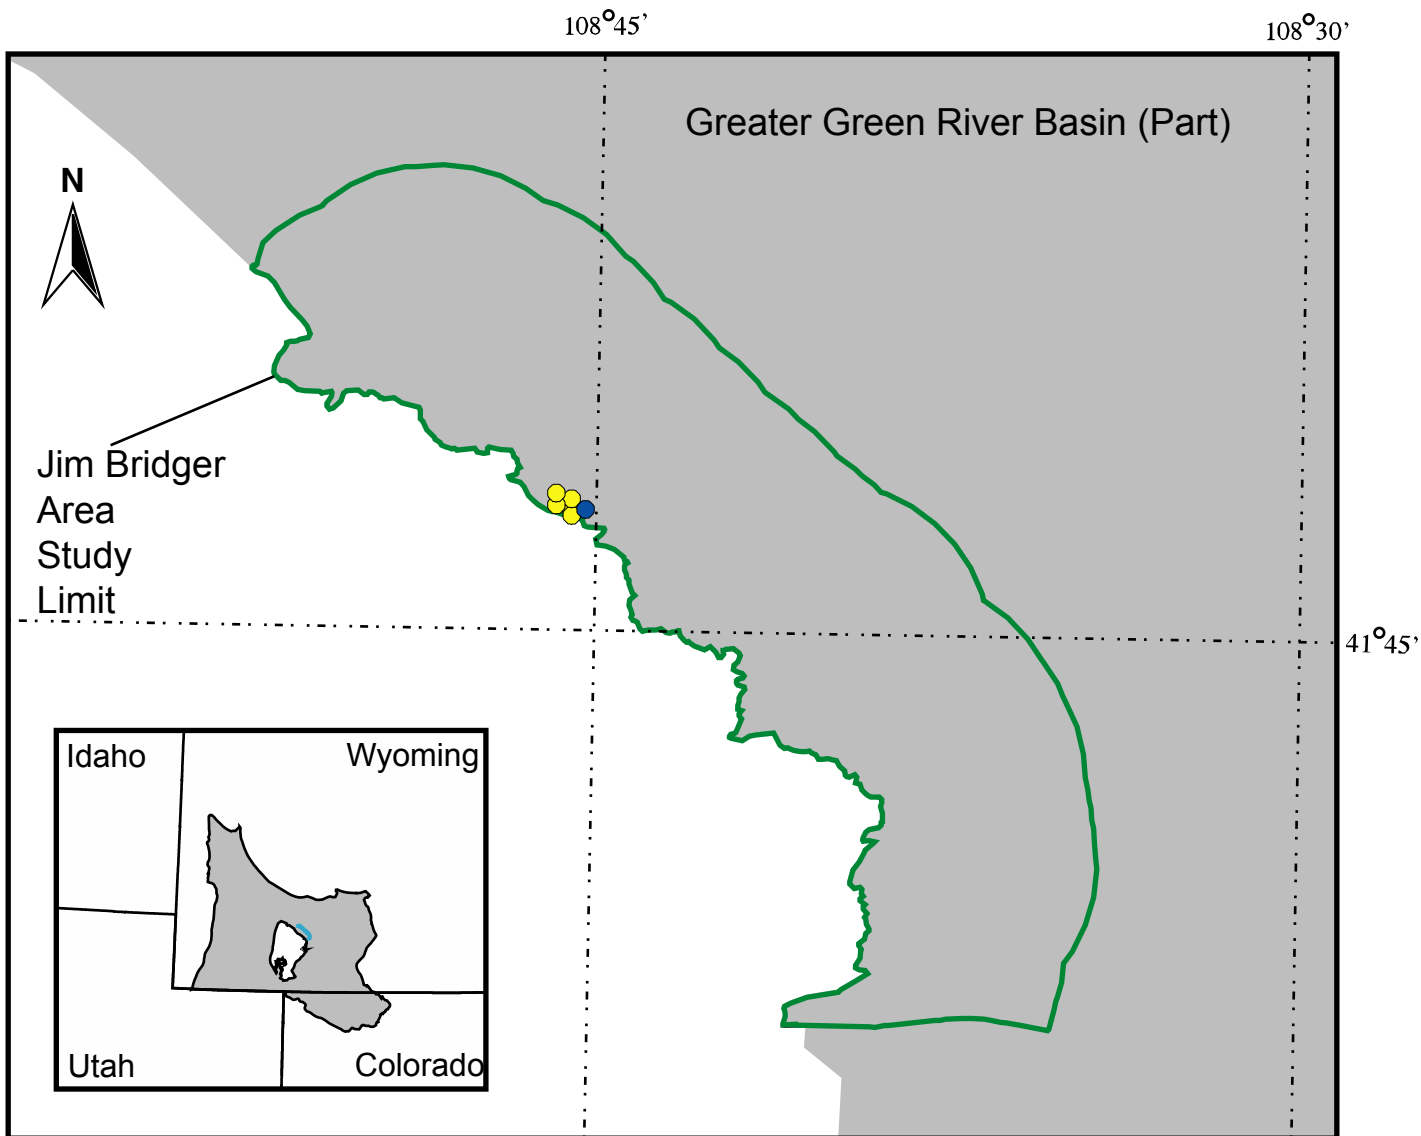 108°45'
108°30'
Greater Green River Basin (Part)
N
Jim Bridger
Area
Study
Limit
41°45'
Idaho
Wyoming
Utah
Colorado